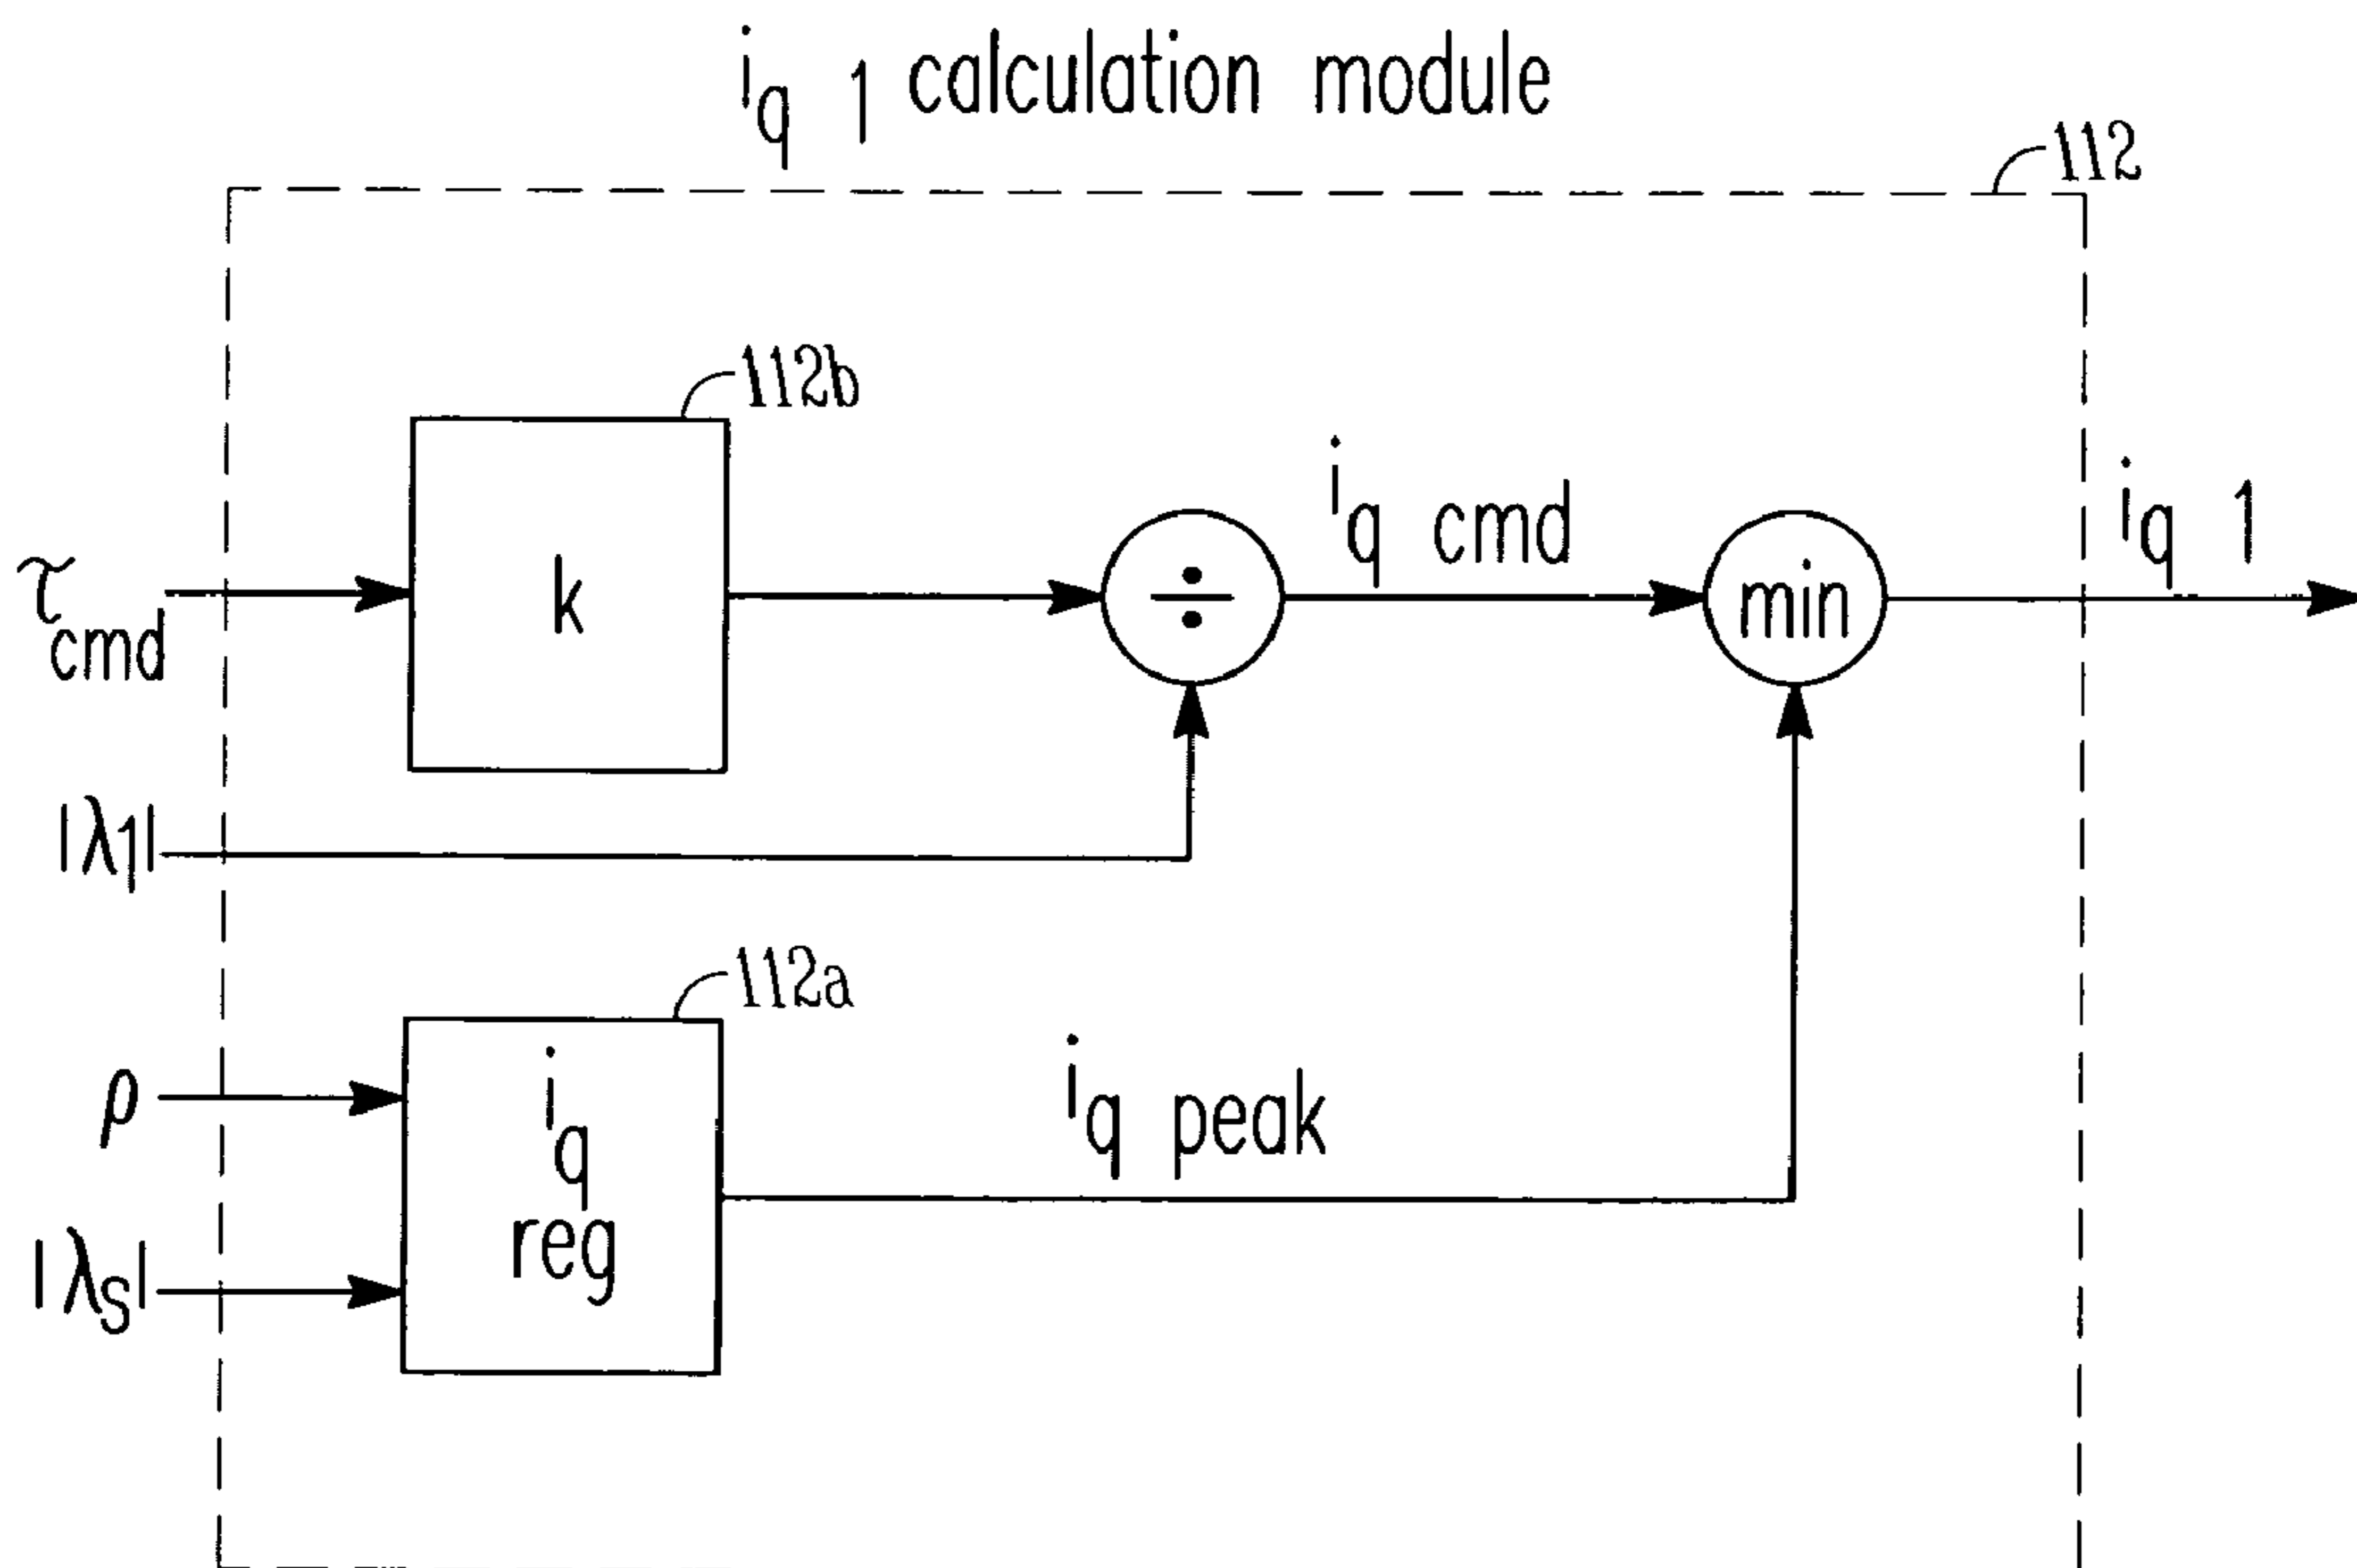 iq 1 calculation module
112
112b
τcmd
k
÷
iq cmd
min
iq 1
|λ1|
112a
ρ
iq
reg
iq peak
|λs|